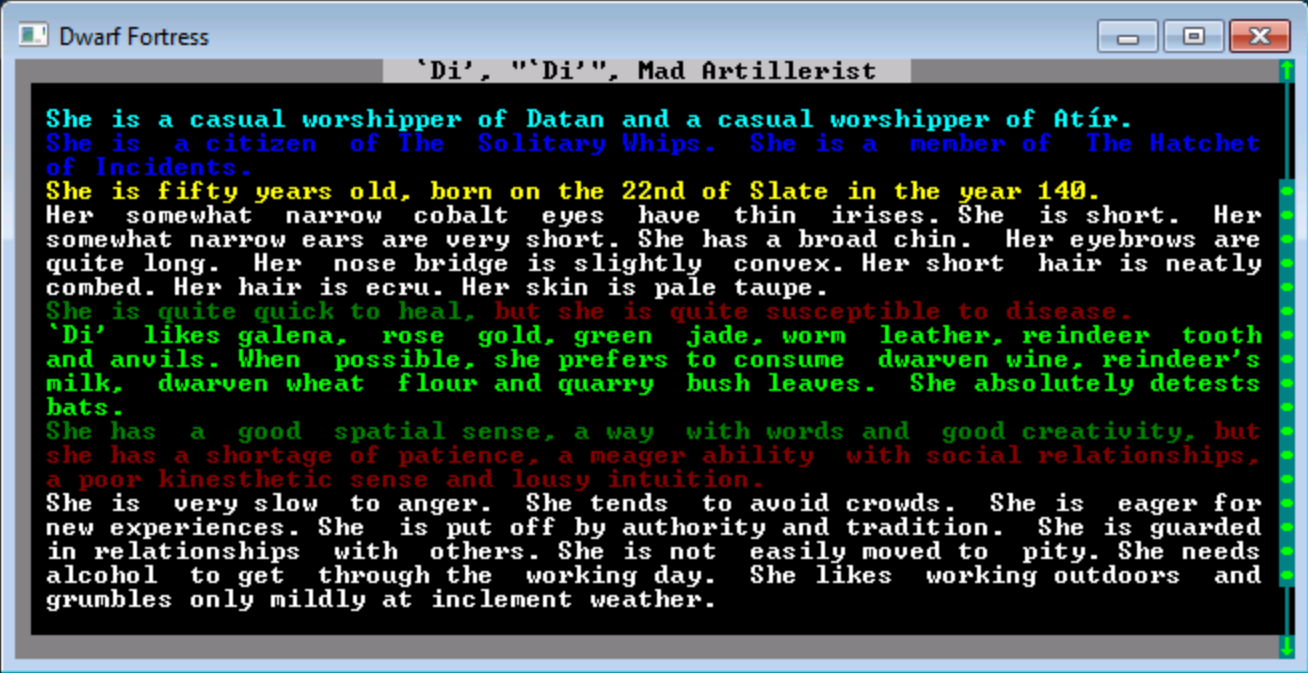 Dwarf Fortress
`Di', "`Di'", Mad Artillerist
She is a casual worshipper of Datan and a casual worshipper of Atír.
She is a citizen of The Solitary Whips. She is a member of The Hatchet
of Incidents.
She is fifty years old, born on the 22nd of Slate in the year 140.
Her somewhat narrow cobalt eyes have thin irises. She is short. Her
somewhat narrow ears are very short. She has a broad chin. Her eyebrows are
quite long. Her nose bridge is slightly convex. Her short hair is neatly
combed. Her hair is ecru. Her skin is pale taupe.
She is quite quick to heal, but she is quite susceptible to disease.
`Di' likes galena, rose gold, green jade, worm leather, reindeer tooth
and anvils. When possible, she prefers to consume dwarven wine, reindeer's
milk, dwarven wheat flour and quarry bush leaves. She absolutely detests
bats.
She has a good spatial sense, a way with words and good creativity, but
she has a shortage of patience, a meager ability with social relationships,
a poor kinesthetic sense and lousy intuition.
She is very slow to anger. She tends to avoid crowds. She is eager for
new experiences. She is put off by authority and tradition. She is guarded
in relationships with others. She is not easily moved to pity. She needs
alcohol to get through the working day. She likes working outdoors and
grumbles only mildly at inclement weather.